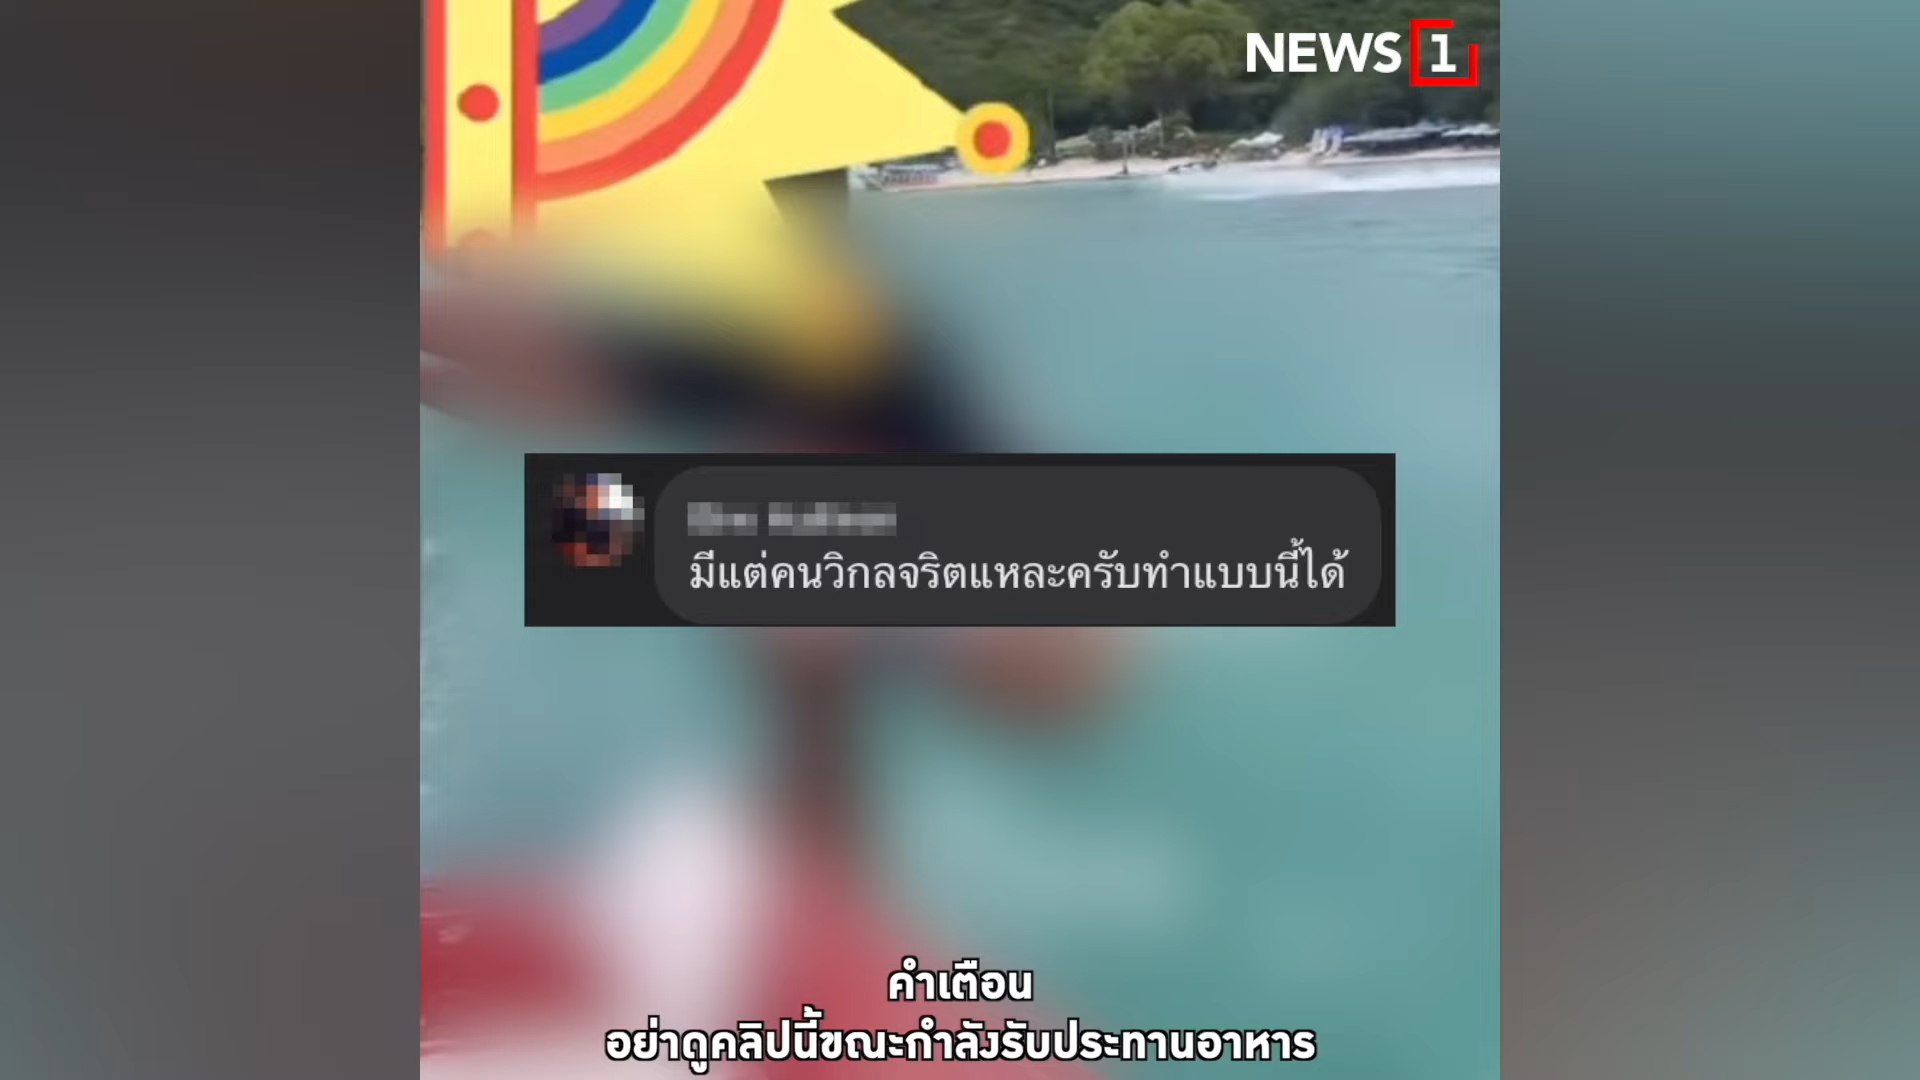 NEWS 1
มีแต่คนวิกลจริตแหละครับทำแบบนี้ได้
คำเตือน
อย่าดูคลิปนี้ขณะกำลังรับประทานอาหาร